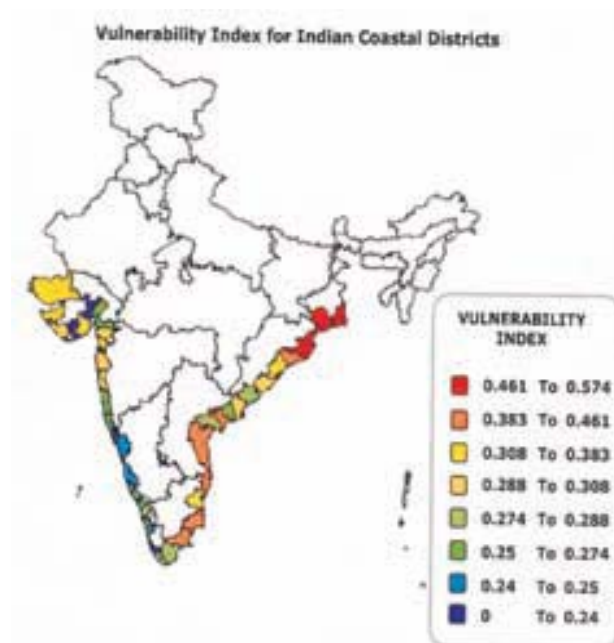 Vulnerability Index for Indian Coastal Districts
VULNERABILITY
INDEX
0.461 To 0.574
0.383 To 0.461
0.308 To 0.383
0.288 To 0.308
0.274 To 0.288
0.25 To 0.274
0.24 To 0.25
0 To 0.24